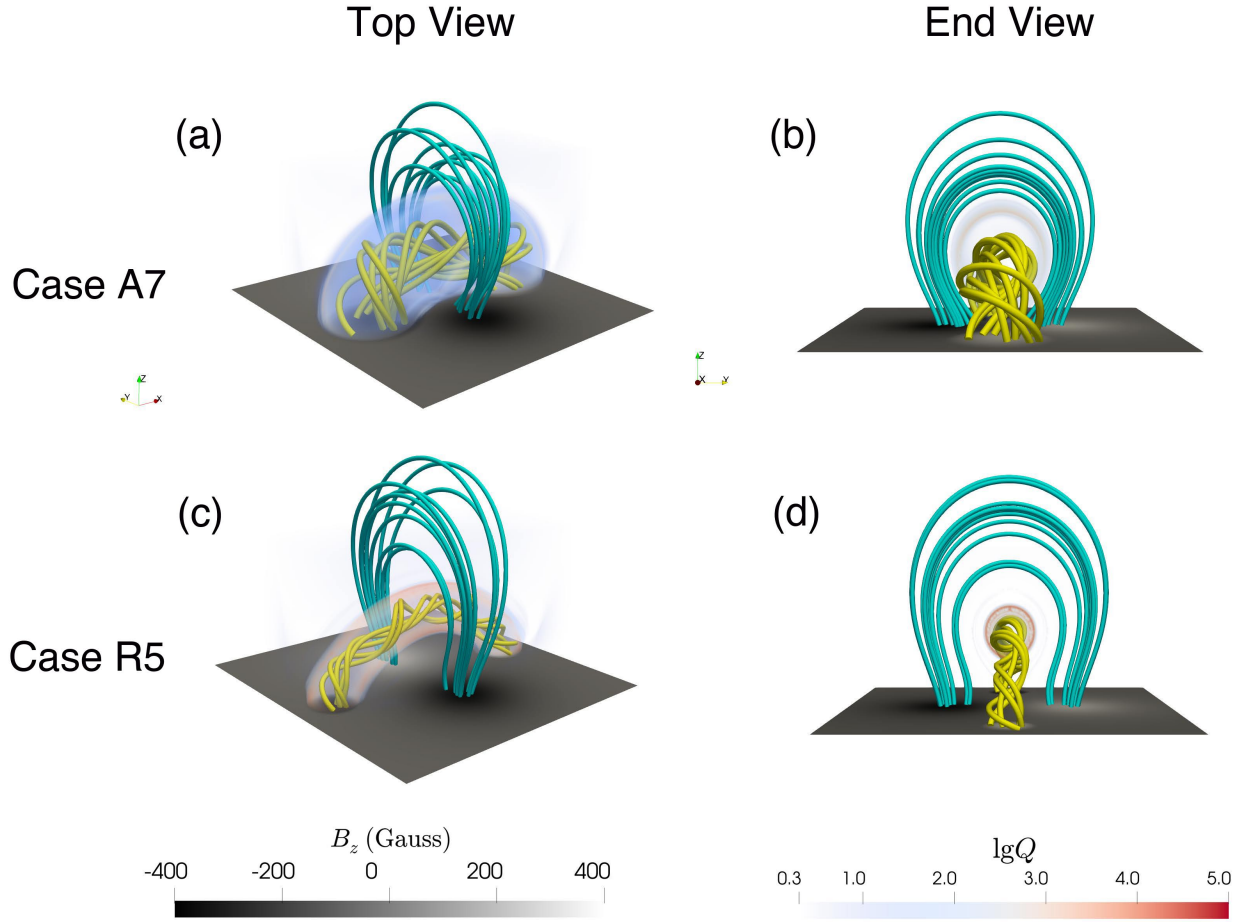 Top View
End View
(a)
(b)
Case A7
Z
Y
X
Z
X
Y
(c)
(d)
Case R5
B_z (Gauss)
-400 -200 0 200 400
lgQ
0.3 1.0 2.0 3.0 4.0 5.0